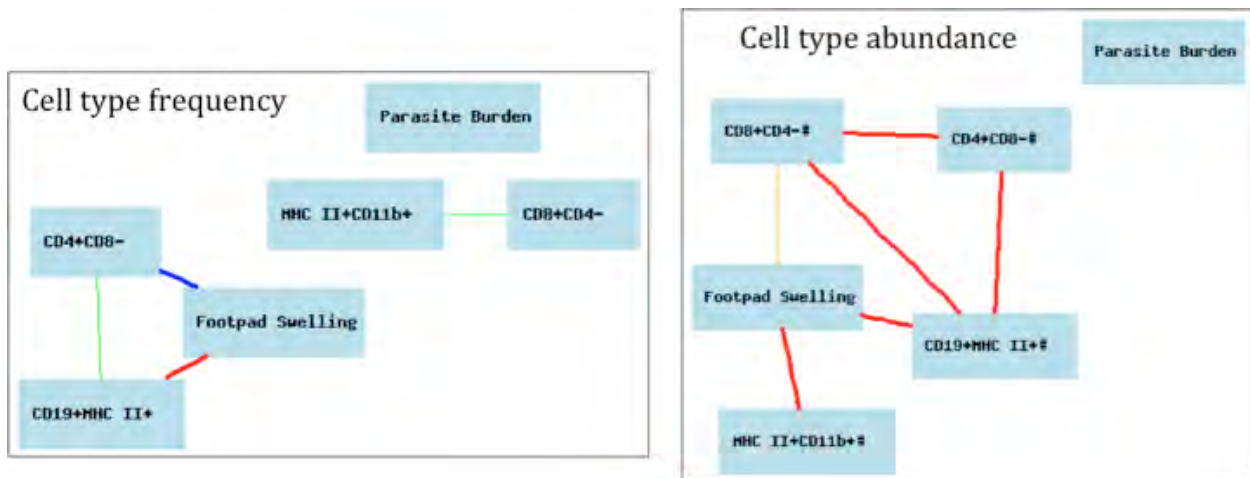 Cell type frequency
Parasite Burden
MHC II+CD11b+
CD8+CD4-
CD4+CD8-
Footpad Swelling
CD19+MHC II+
Cell type abundance
Parasite Burden
CD8+CD4-#
CD4+CD8-#
Footpad Swelling
CD19+MHC II+#
MHC II+CD11b+#